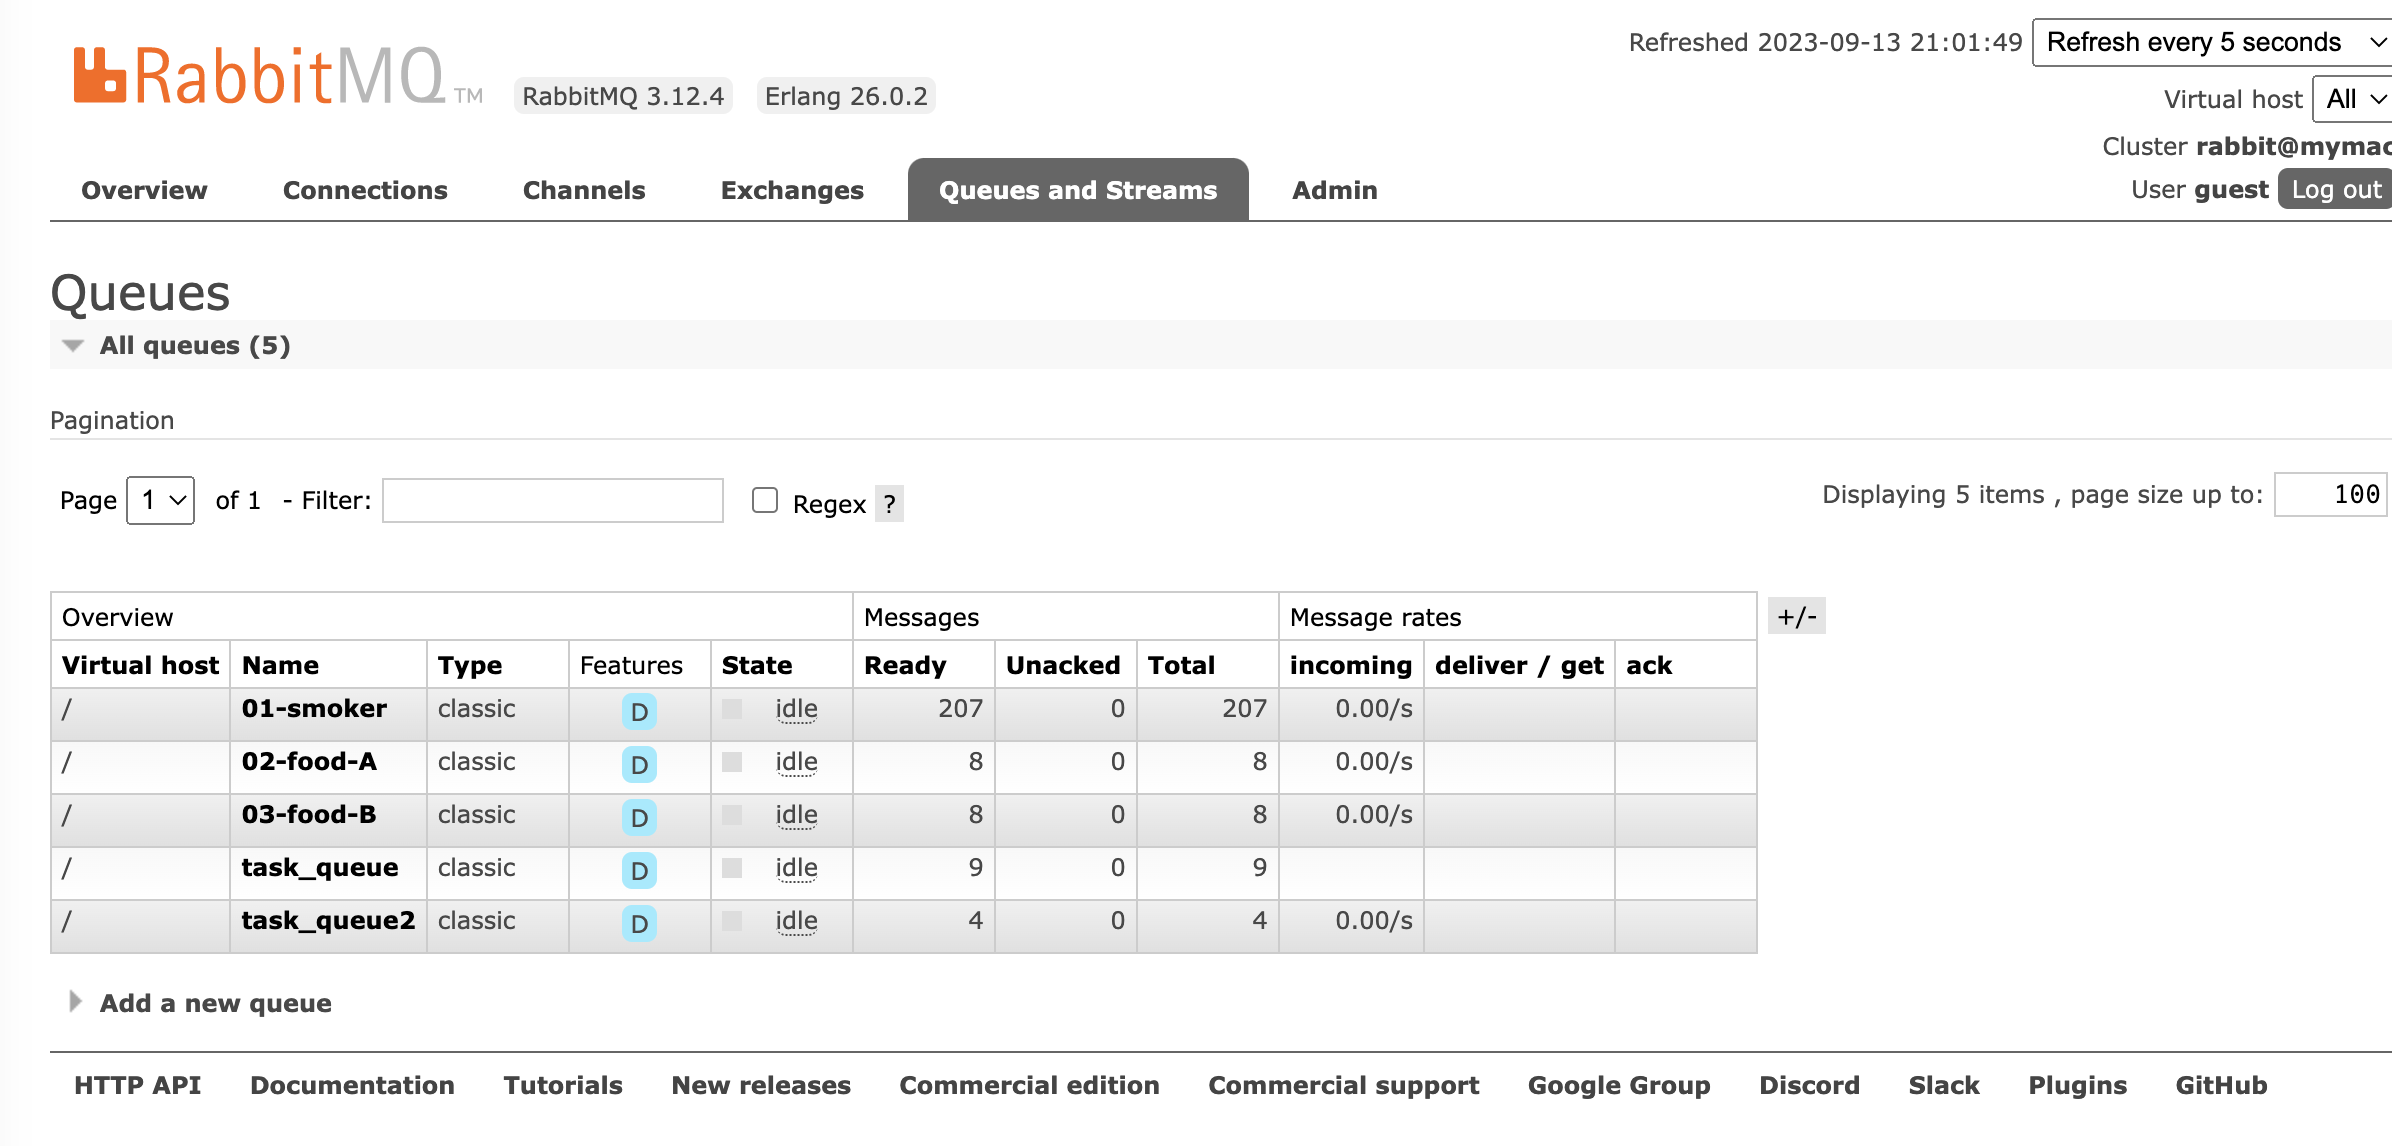 RabbitMQ TM RabbitMQ 3.12.4 Erlang 26.0.2
Refreshed 2023-09-13 21:01:49 Refresh every 5 seconds
Virtual host All
Cluster rabbit@mymac
User guest Log out
Overview Connections Channels Exchanges Queues and Streams Admin
Queues
All queues (5)
Pagination
Page 1 of 1 - Filter: Regex ? Displaying 5 items , page size up to: 100
Overview Messages Message rates +/-
Virtual host Name Type Features State Ready Unacked Total incoming deliver / get ack
/ 01-smoker classic D idle 207 0 207 0.00/s
/ 02-food-A classic D idle 8 0 8 0.00/s
/ 03-food-B classic D idle 8 0 8 0.00/s
/ task_queue classic D idle 9 0 9
/ task_queue2 classic D idle 4 0 4 0.00/s
Add a new queue
HTTP API Documentation Tutorials New releases Commercial edition Commercial support Google Group Discord Slack Plugins GitHub